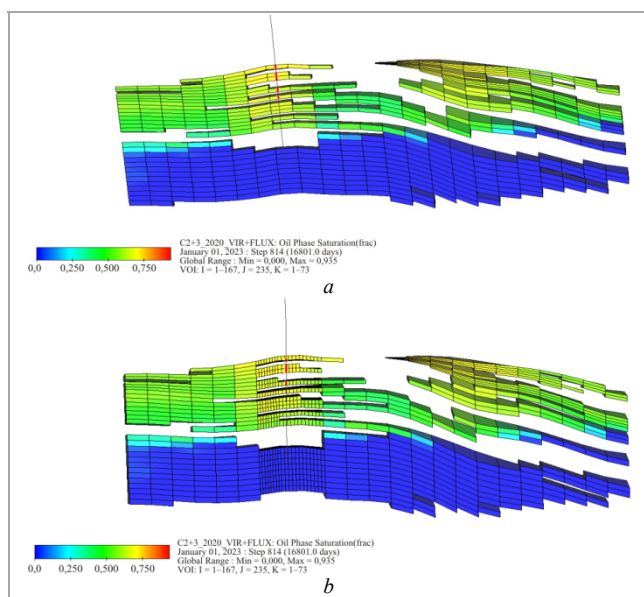 C2+3_2020_VIR+FLUX: Oil Phase Saturation(frac)
January 01, 2023 : Step 814 (16801.0 days)
Global Range : Min = 0,000, Max = 0,935
VOI: I = 1–167, J = 235, K = 1–73
0,0 0,250 0,500 0,750
a
C2+3_2020_VIR+FLUX: Oil Phase Saturation(frac)
January 01, 2023 : Step 814 (16801.0 days)
Global Range : Min = 0,000, Max = 0,935
VOI: I = 1–167, J = 235, K = 1–73
0,0 0,250 0,500 0,750
b